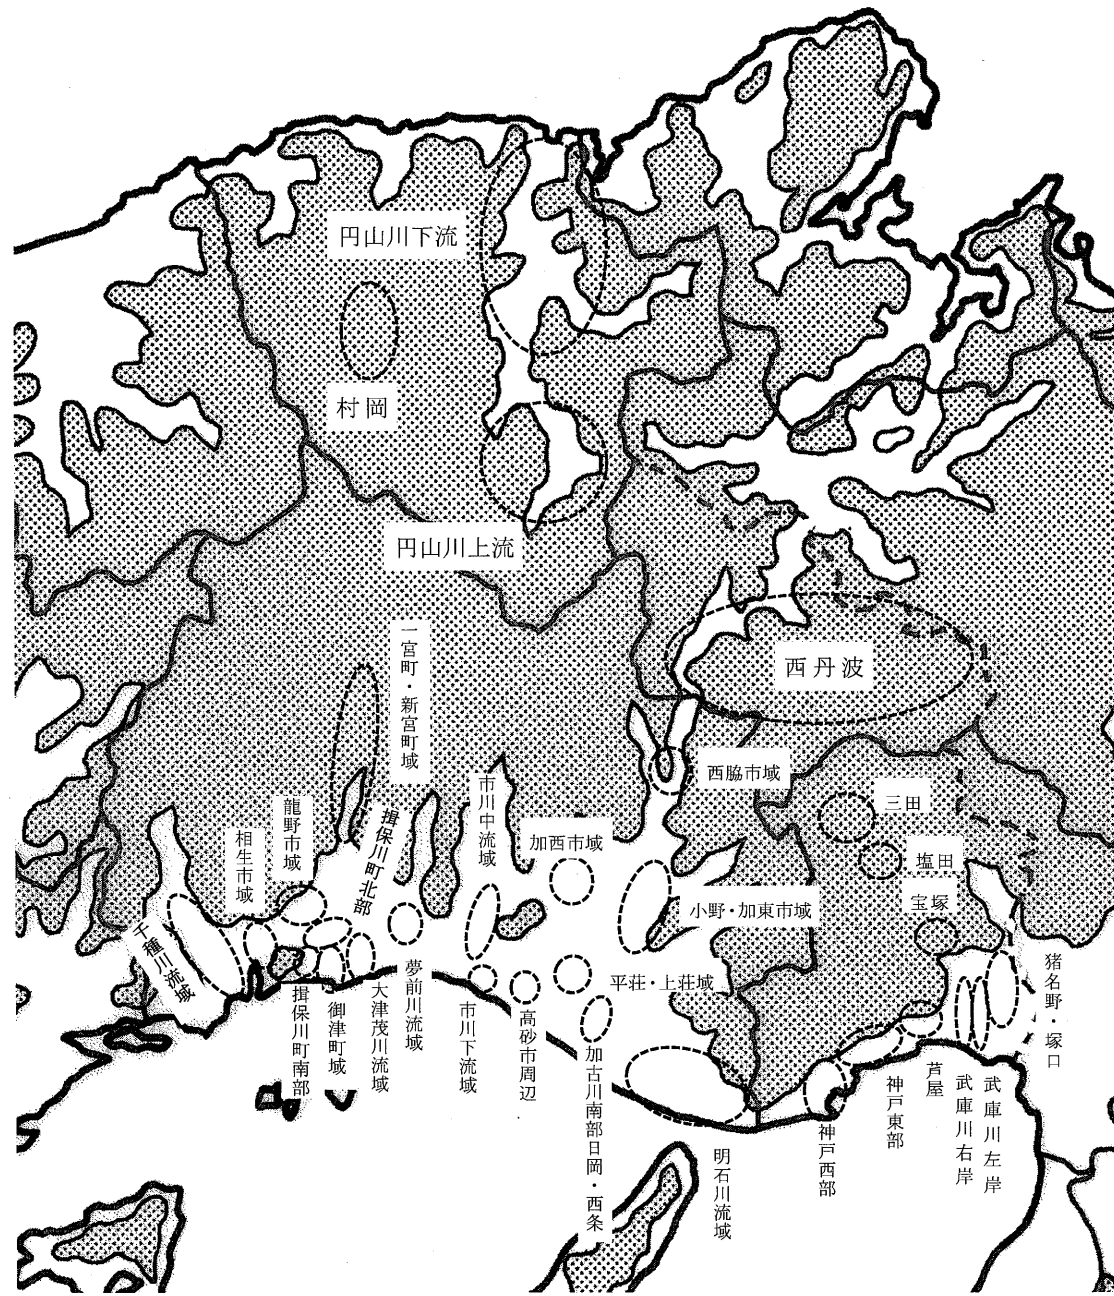 円山川下流
村岡
円山川上流
一宮町・新宮町域
西丹波
西脇市域
三田
塩田
宝塚
市川中流域
加西市域
龍野市域
相生市域
揖保川町北部
小野・加東市域
千種川流域
平荘・上荘域
揖保川町南部
御津町域
大津茂川流域
夢前川流域
市川下流域
高砂市周辺
加古川南部日岡・西条
明石川流域
神戸西部
神戸東部
芦屋
武庫川右岸
武庫川左岸
猪名野・塚口